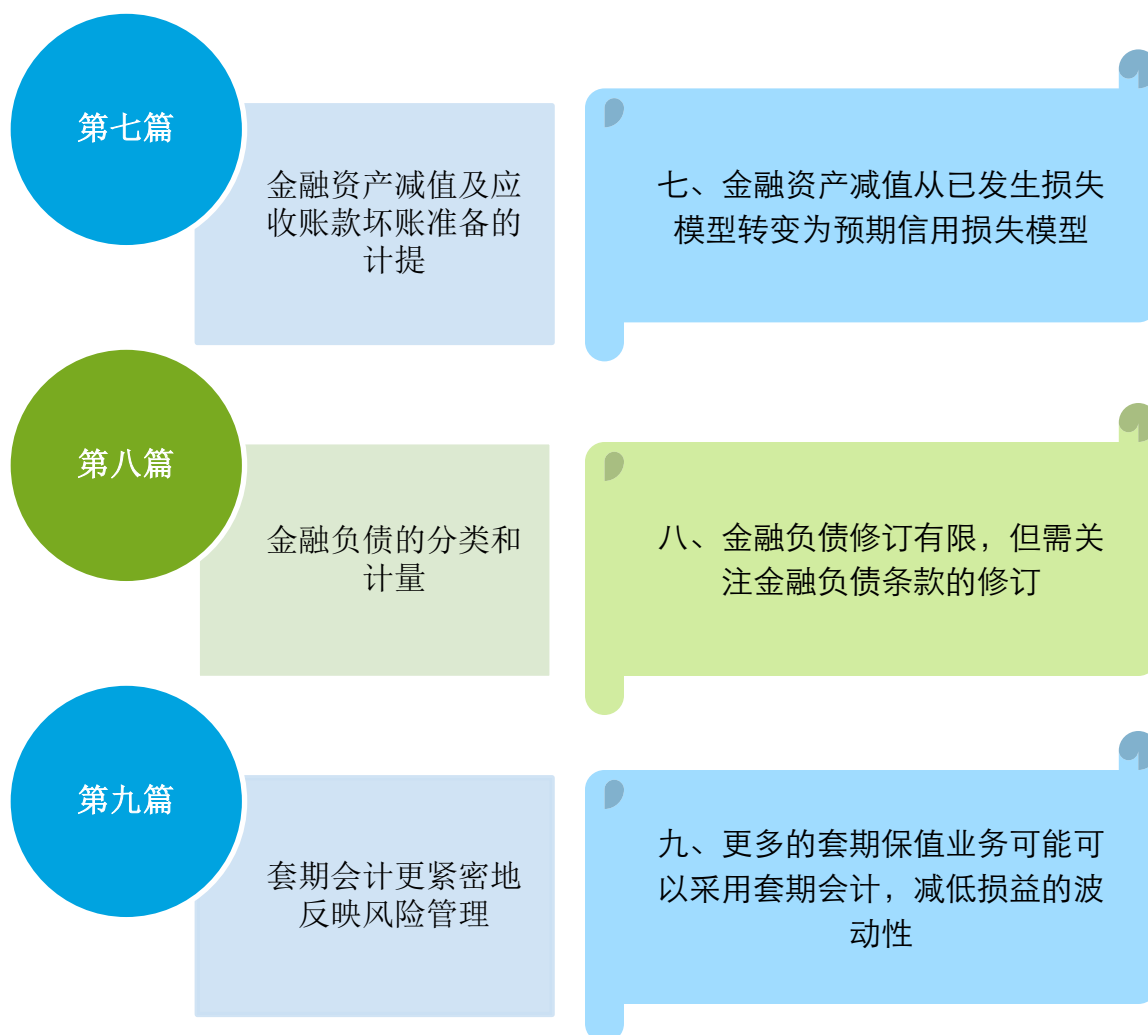 第七篇
金融资产减值及应
收账款坏账准备的
计提
七、金融资产减值从已发生损失
模型转变为预期信用损失模型
第八篇
金融负债的分类和
计量
八、金融负债修订有限，但需关
注金融负债条款的修订
第九篇
套期会计更紧密地
反映风险管理
九、更多的套期保值业务可能可
以采用套期会计，减低损益的波
动性